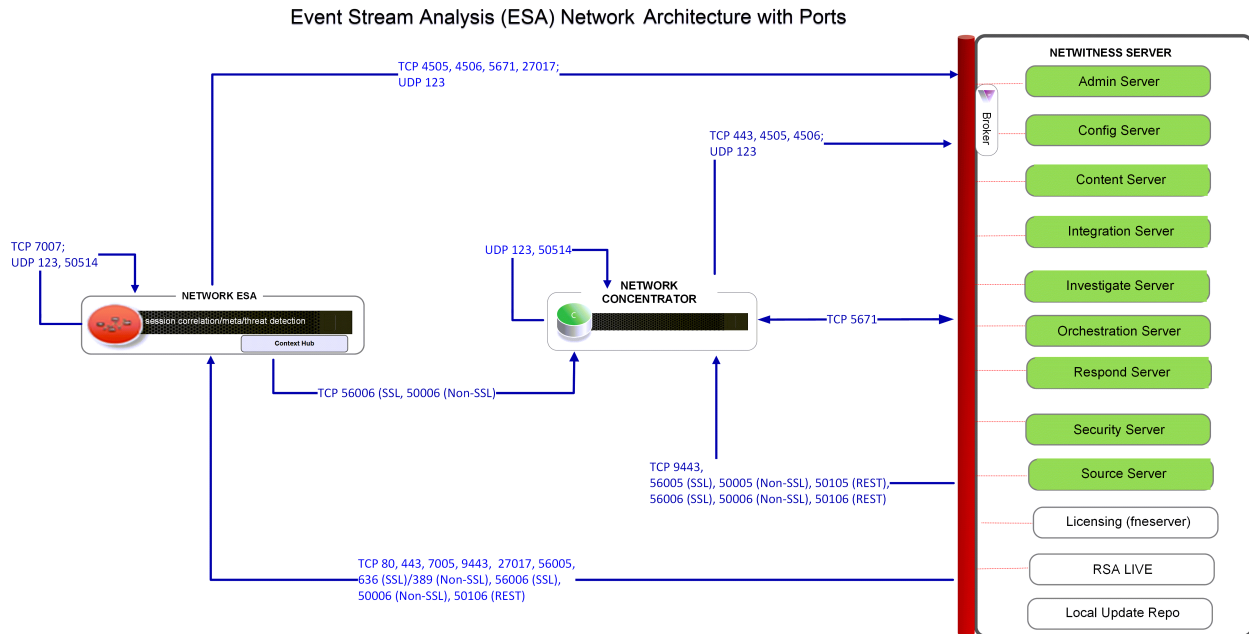 Event Stream Analysis (ESA) Network Architecture with Ports
NETWITNESS SERVER
Admin Server
Broker
Config Server
Content Server
Integration Server
Investigate Server
Orchestration Server
Respond Server
Security Server
Source Server
Licensing (fneserver)
RSA LIVE
Local Update Repo
TCP 4505, 4506, 5671, 27017;
UDP 123
TCP 443, 4505, 4506;
UDP 123
TCP 7007;
UDP 123, 50514
UDP 123, 50514
NETWORK ESA
session correlation/meta/threat detection
Context Hub
NETWORK
CONCENTRATOR
C
TCP 5671
TCP 56006 (SSL, 50006 (Non-SSL)
TCP 9443,
56005 (SSL), 50005 (Non-SSL), 50105 (REST),
56006 (SSL), 50006 (Non-SSL), 50106 (REST)
TCP 80, 443, 7005, 9443, 27017, 56005,
636 (SSL)/389 (Non-SSL), 56006 (SSL),
50006 (Non-SSL), 50106 (REST)